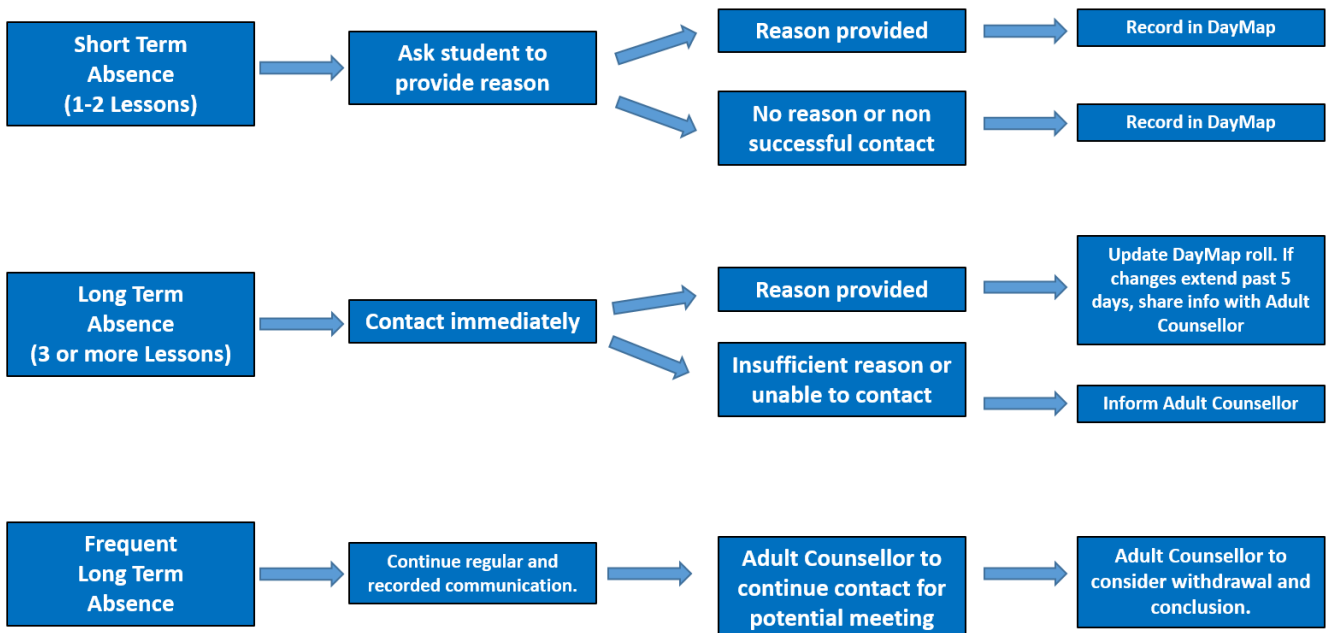 Short Term
Absence
(1-2 Lessons)
Ask student to
provide reason
Reason provided
Record in DayMap
No reason or non
successful contact
Record in DayMap
Long Term
Absence
(3 or more Lessons)
Contact immediately
Reason provided
Update DayMap roll. If
changes extend past 5
days, share info with Adult
Counsellor
Insufficient reason or
unable to contact
Inform Adult Counsellor
Frequent
Long Term
Absence
Continue regular and
recorded communication.
Adult Counsellor to
continue contact for
potential meeting
Adult Counsellor to
consider withdrawal and
conclusion.